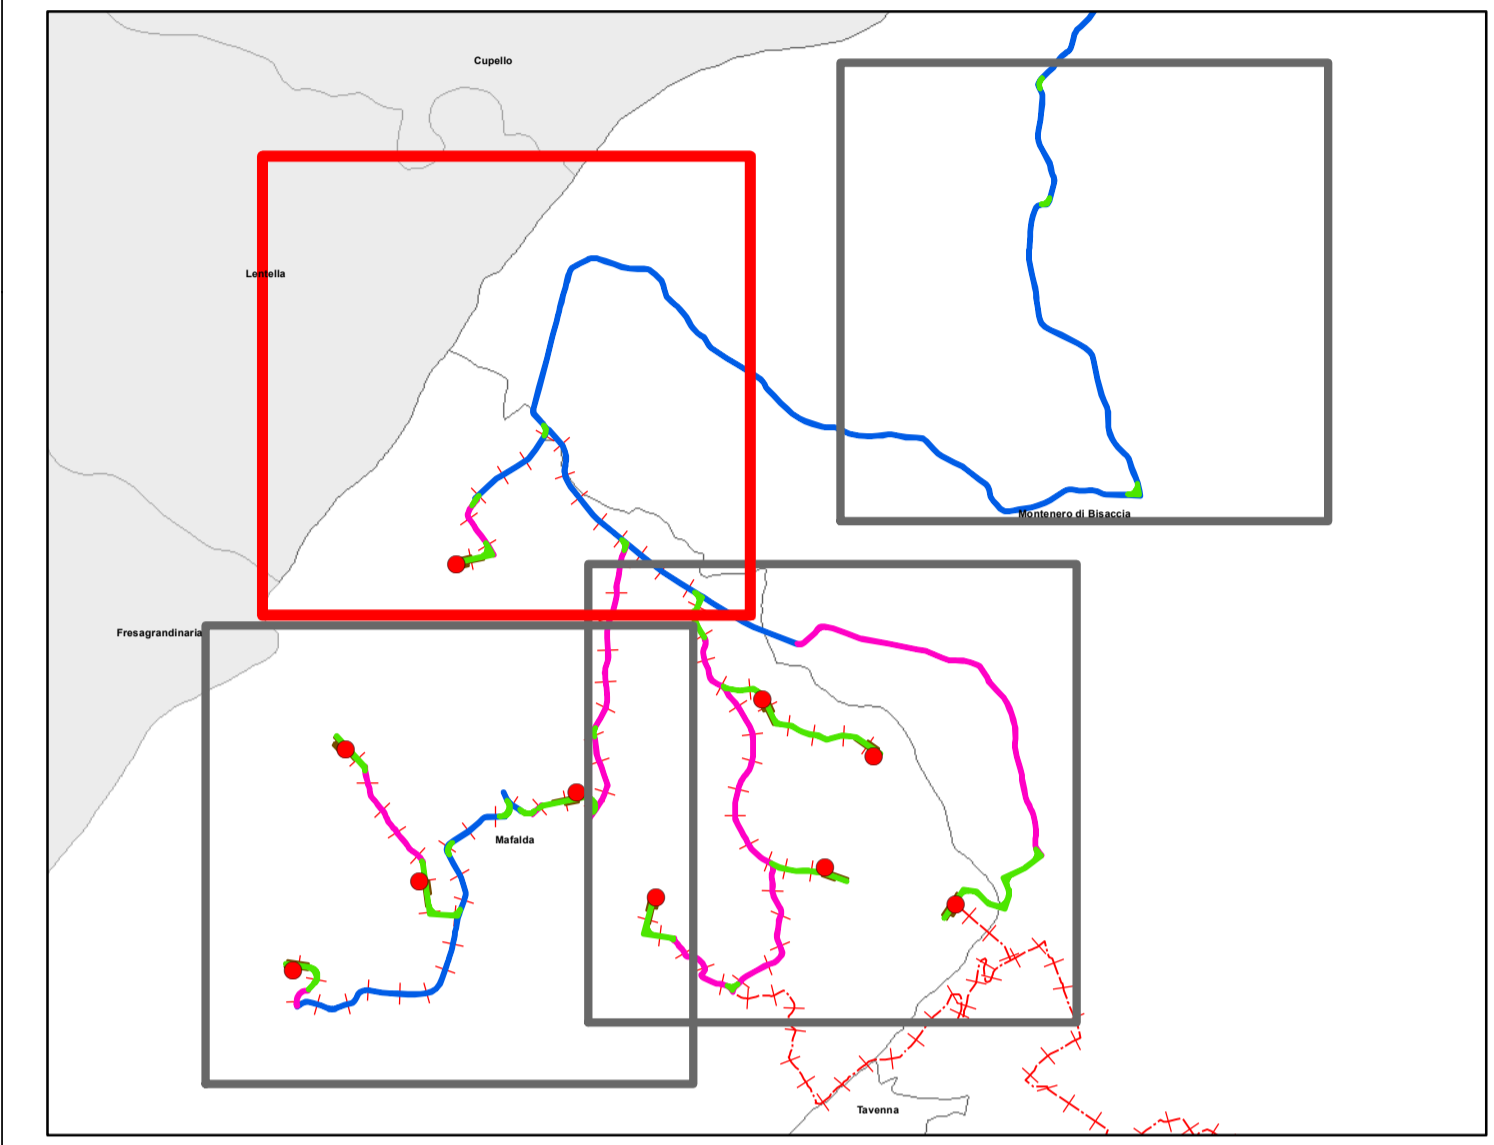 Cupello
Lentella
Montenero di Bisaccia
Fresagrandinaria
Mafalda
Tavenna